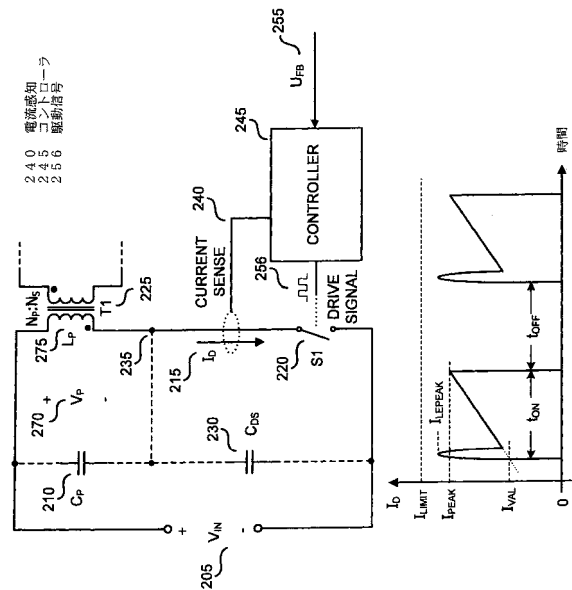 240 電流感知
245 コントローラ
256 駆動信号
N_P:N_S
T1
225
275
L_P
235
270
+
V_P
-
210
C_P
230
C_DS
+
V_IN
-
205
215
I_D
CURRENT SENSE
240
220
S1
256
DRIVE SIGNAL
CONTROLLER
245
U_FB
255
I_D
I_LIMIT
I_PEAK
I_LEPEAK
I_VAL
0
t_ON
t_OFF
時間